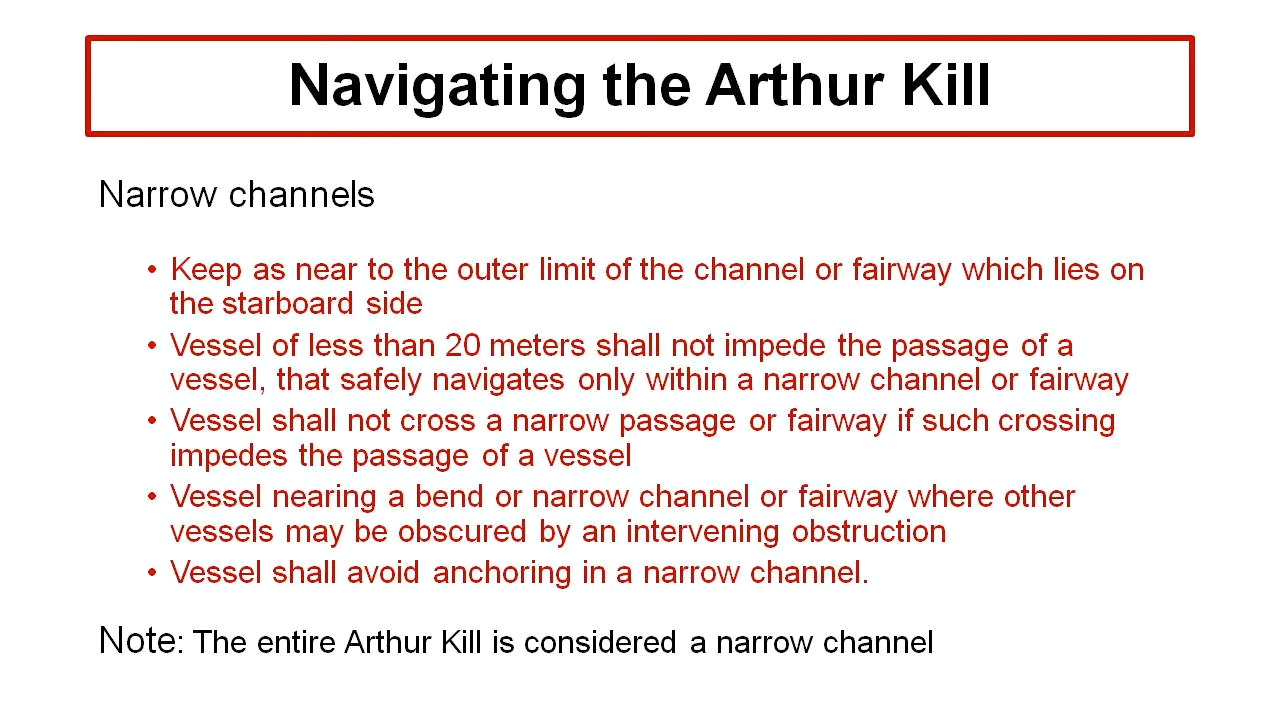 Navigating the Arthur Kill
Narrow channels
• Keep as near to the outer limit of the channel or fairway which lies on
the starboard side
• Vessel of less than 20 meters shall not impede the passage of a
vessel, that safely navigates only within a narrow channel or fairway
• Vessel shall not cross a narrow passage or fairway if such crossing
impedes the passage of a vessel
• Vessel nearing a bend or narrow channel or fairway where other
vessels may be obscured by an intervening obstruction
• Vessel shall avoid anchoring in a narrow channel.
Note: The entire Arthur Kill is considered a narrow channel